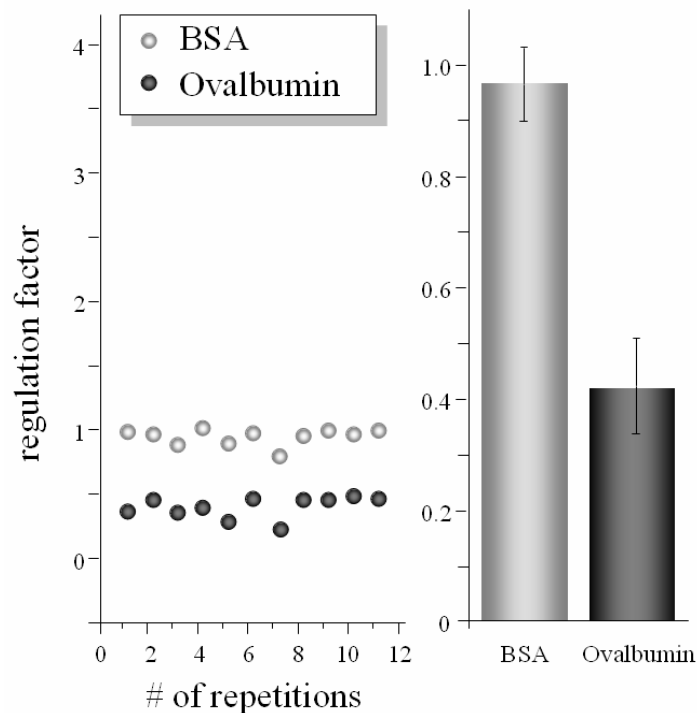 BSA
Ovalbumin
regulation factor
4
3
2
1
0
0 2 4 6 8 10 12
# of repetitions
1.0
0.8
0.6
0.4
0.2
0
BSA Ovalbumin